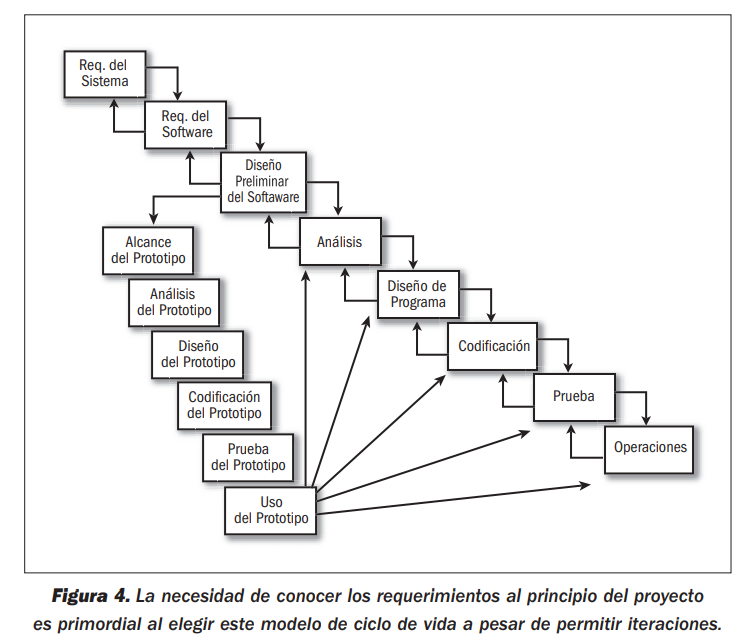 Req. del
Sistema
Req. del
Software
Diseño
Preliminar
del Softaware
Análisis
Diseño de
Programa
Codificación
Prueba
Operaciones
Alcance
del Prototipo
Análisis
del Prototipo
Diseño
del Prototipo
Codificación
del Prototipo
Prueba
del Prototipo
Uso
del Prototipo
Figura 4. La necesidad de conocer los requerimientos al principio del proyecto
es primordial al elegir este modelo de ciclo de vida a pesar de permitir iteraciones.